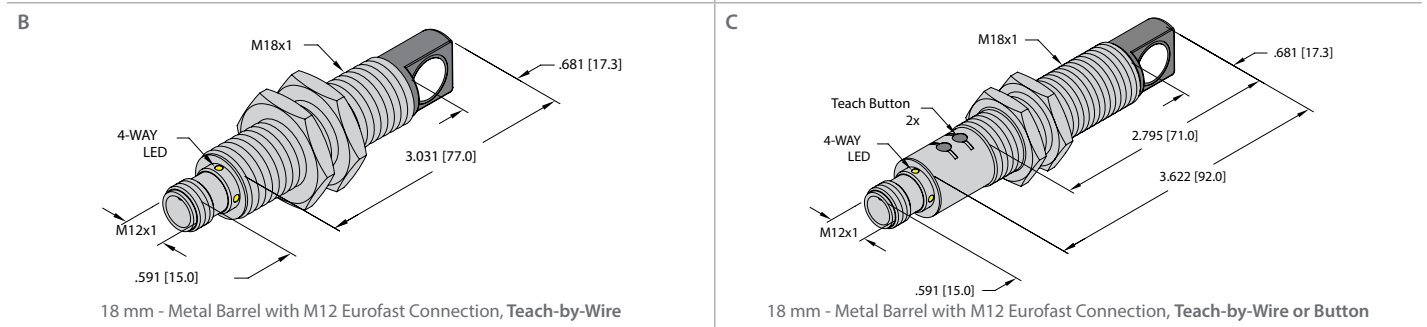 B
M18x1
.681 [17.3]
4-WAY
LED
3.031 [77.0]
M12x1
.591 [15.0]
18 mm - Metal Barrel with M12 Eurofast Connection, Teach-by-Wire
C
M18x1
.681 [17.3]
Teach Button
2x
4-WAY
LED
2.795 [71.0]
3.622 [92.0]
M12x1
.591 [15.0]
18 mm - Metal Barrel with M12 Eurofast Connection, Teach-by-Wire or Button